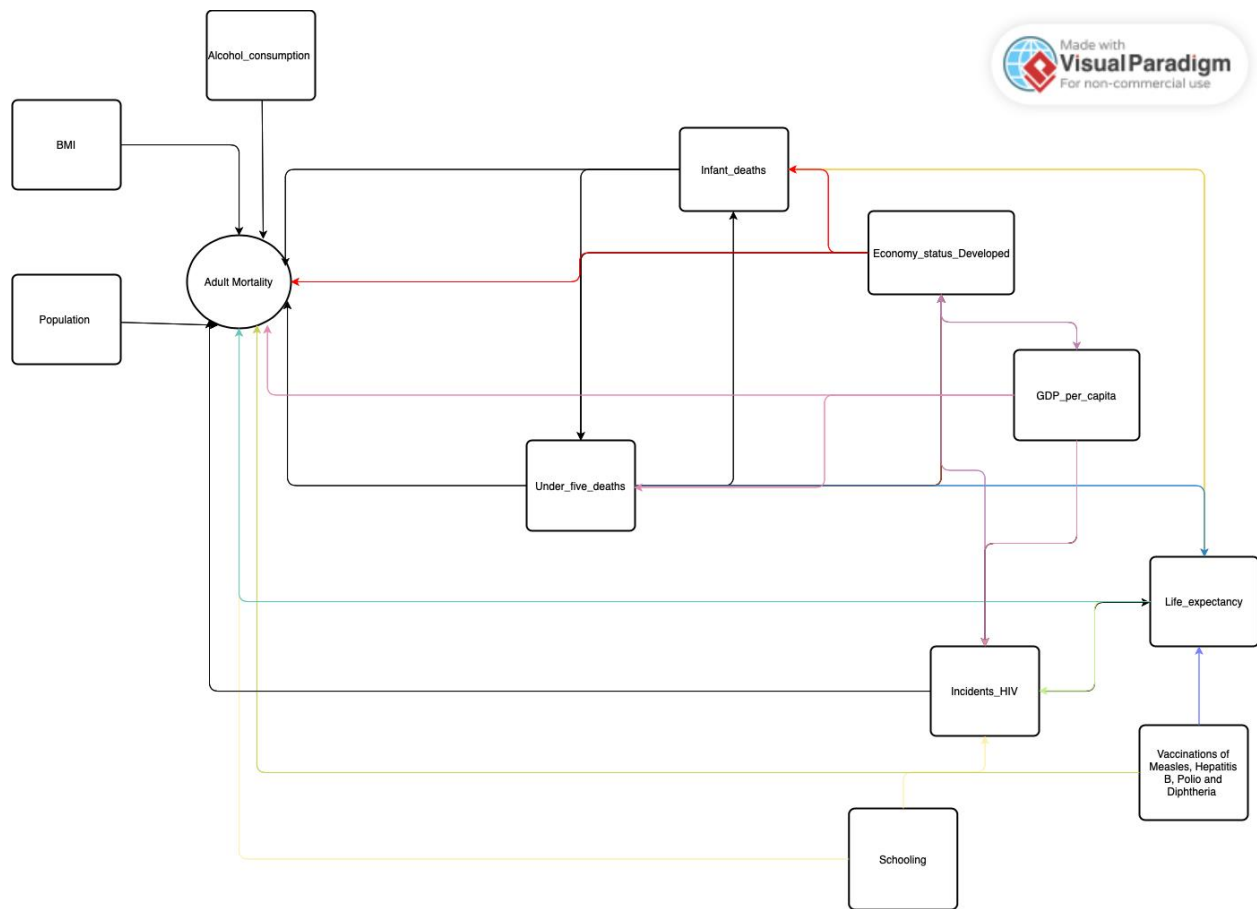 Alcohol_consumption
Made with
Visual Paradigm
For non-commercial use
BMI
Infant_deaths
Economy_status_Developed
Adult Mortality
Population
GDP_per_capita
Under_five_deaths
Life_expectancy
Incidents_HIV
Vaccinations of
Measles, Hepatitis
B, Polio and
Diphtheria
Schooling